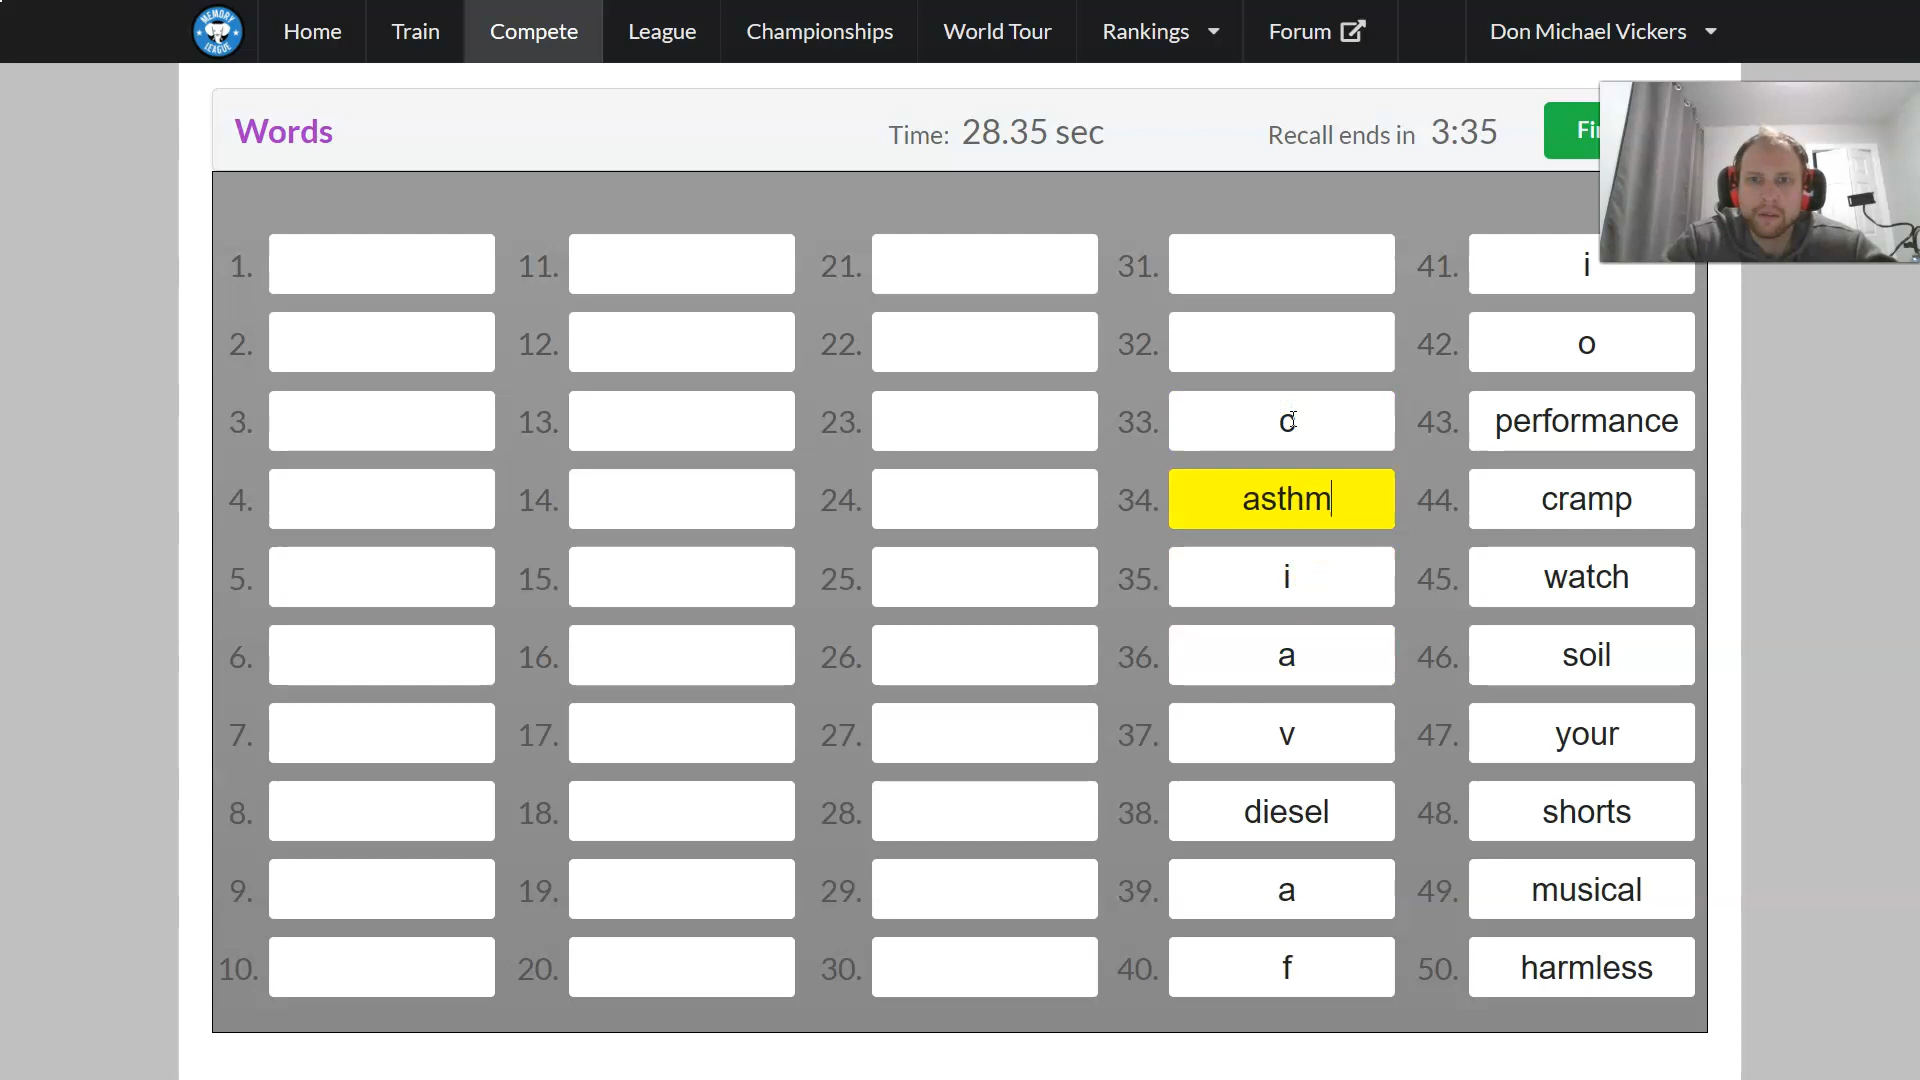 MEMORY LEAGUE Home Train Compete League Championships World Tour Rankings Forum Don Michael Vickers
Words Time: 28.35 sec Recall ends in 3:35 Fi
1. 11. 21. 31. 41. i
2. 12. 22. 32. 42. o
3. 13. 23. 33. c 43. performance
4. 14. 24. 34. asthm 44. cramp
5. 15. 25. 35. i 45. watch
6. 16. 26. 36. a 46. soil
7. 17. 27. 37. v 47. your
8. 18. 28. 38. diesel 48. shorts
9. 19. 29. 39. a 49. musical
10. 20. 30. 40. f 50. harmless